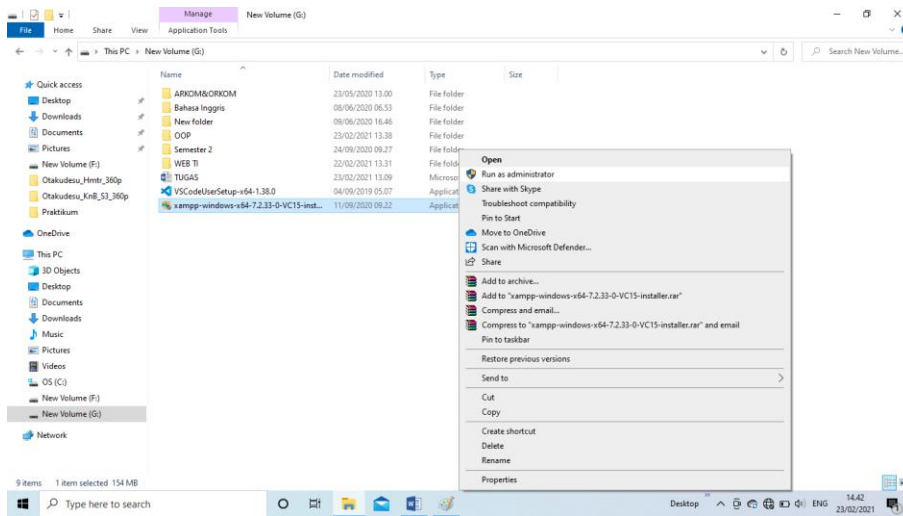 Manage
New Volume (G:)
File
Home
Share
View
Application Tools
This PC
New Volume (G:)
Search New Volume...
Quick access
Desktop
Downloads
Documents
Pictures
New Volume (F:)
Otakudesu_Hmtr_360p
Otakudesu_KnB_S3_360p
Praktikum
OneDrive
This PC
3D Objects
Desktop
Documents
Downloads
Music
Pictures
Videos
OS (C:)
New Volume (F:)
New Volume (G:)
Network
Name Date modified Type Size
ARKOM&ORKOM 23/05/2020 13.00 File folder
Bahasa Inggris 08/06/2020 06.53 File folder
New folder 09/06/2020 16.46 File folder
OOP 23/02/2021 13.38 File folder
Semester 2 24/09/2020 09.27 File folder
WEB TI 22/02/2021 13.31 File fold
TUGAS 23/02/2021 13.09 Microso
VSCodeUserSetup-x64-1.38.0 04/09/2019 05.07 Applicat
xampp-windows-x64-7.2.33-0-VC15-inst... 11/09/2020 09.22 Applicat
Open
Run as administrator
Share with Skype
Troubleshoot compatibility
Pin to Start
Move to OneDrive
Scan with Microsoft Defender...
Share
Add to archive...
Add to "xampp-windows-x64-7.2.33-0-VC15-installer.rar"
Compress and email...
Compress to "xampp-windows-x64-7.2.33-0-VC15-installer.rar" and email
Pin to taskbar
Restore previous versions
Send to
Cut
Copy
Create shortcut
Delete
Rename
Properties
9 items 1 item selected 154 MB
Type here to search
Desktop
ENG
14.42
23/02/2021